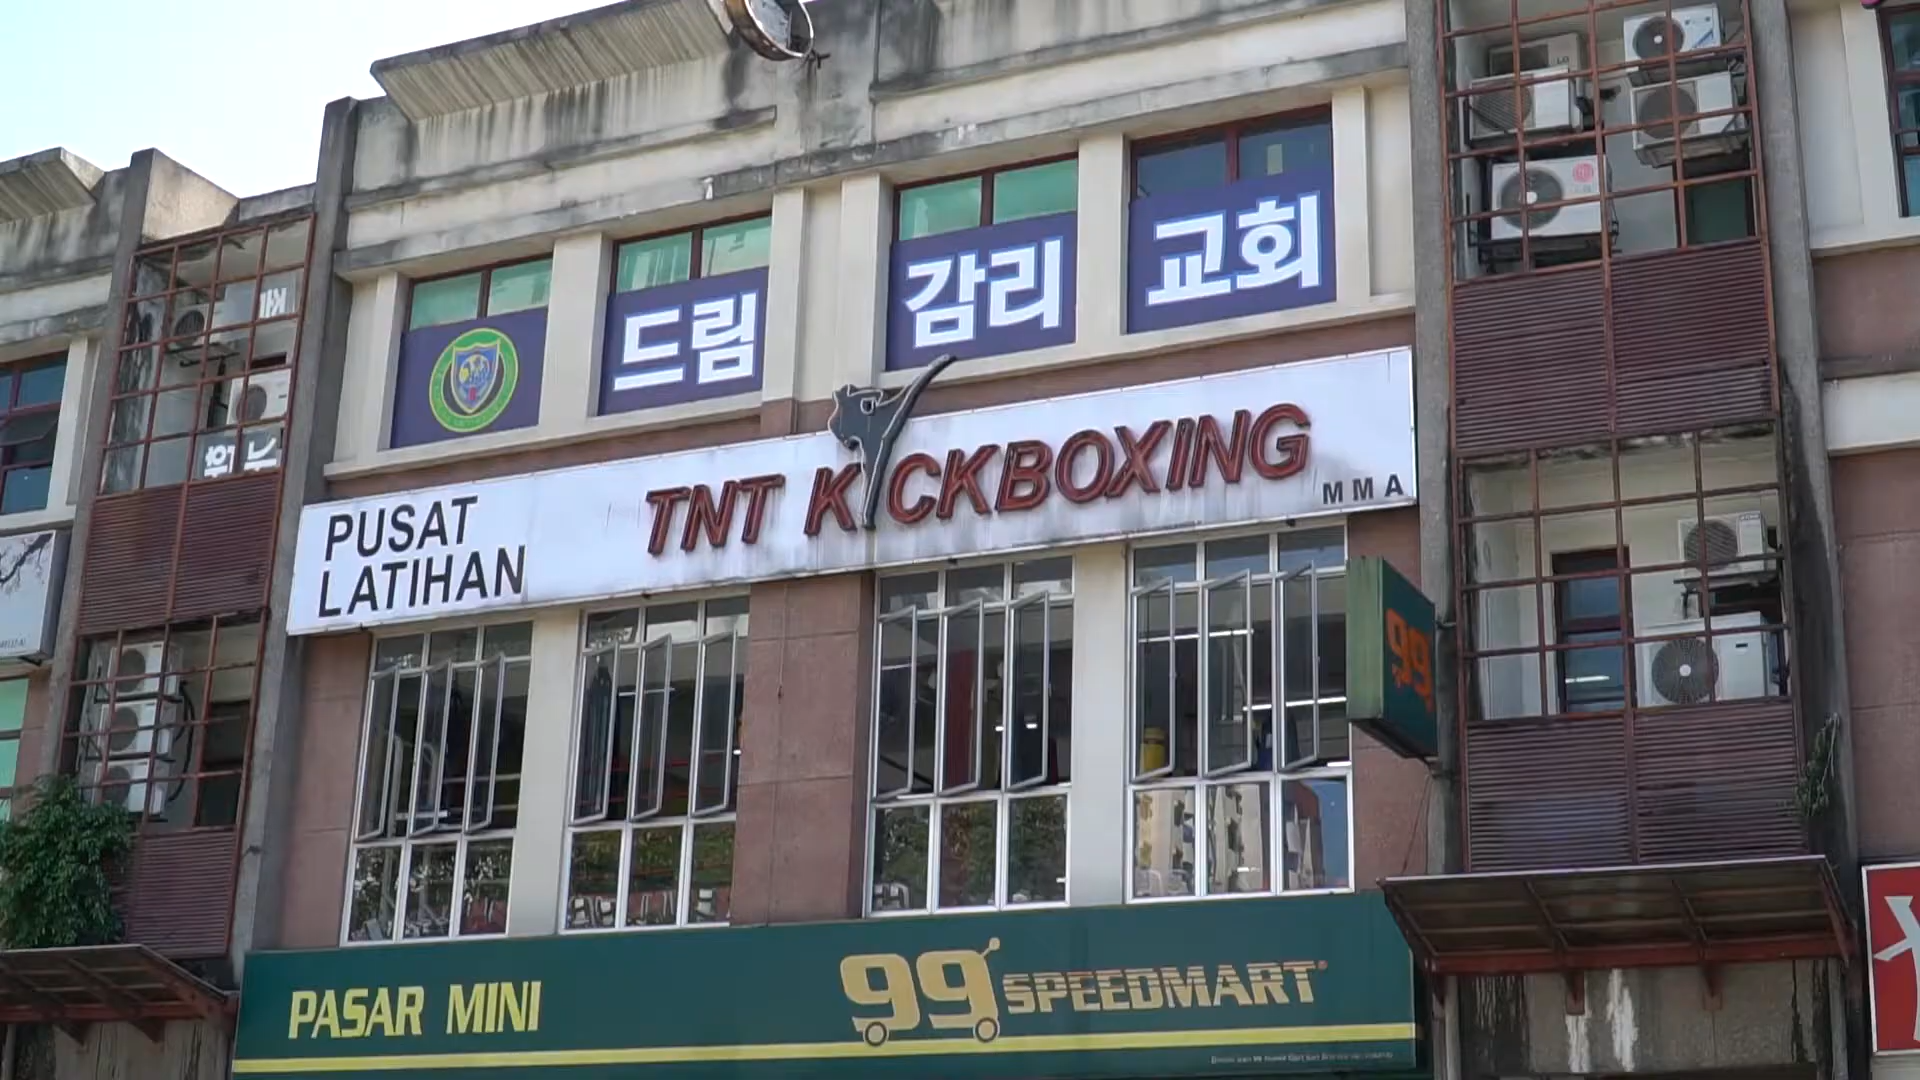 드림 감리 교회
PUSAT
LATIHAN
TNT KICKBOXING
MMA
99
PASAR MINI
99 SPEEDMART